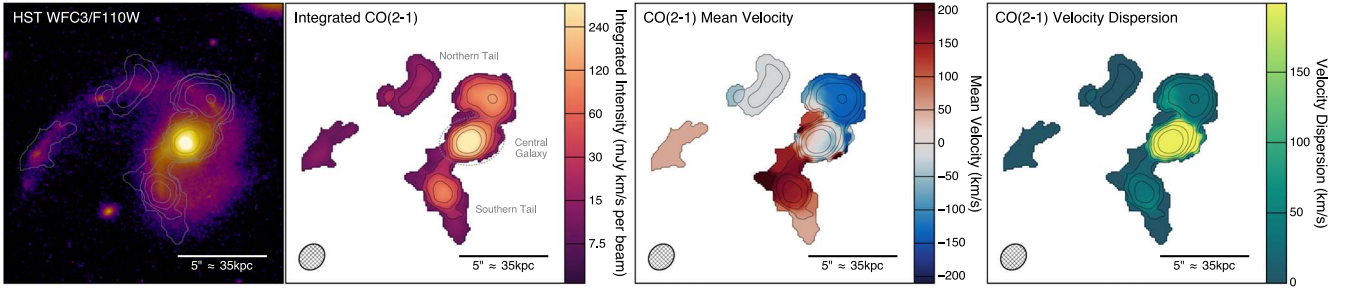 HST WFC3/F110W
5" ≈ 35kpc
Integrated CO(2-1)
Northern Tail
Central
Galaxy
Southern Tail
5" ≈ 35kpc
240
120
60
30
15
7.5
Integrated Intensity (mJy km/s per beam)
CO(2-1) Mean Velocity
5" ≈ 35kpc
200
150
100
50
0
−50
−100
−150
−200
Mean Velocity (km/s)
CO(2-1) Velocity Dispersion
5" ≈ 35kpc
150
100
50
0
Velocity Dispersion (km/s)